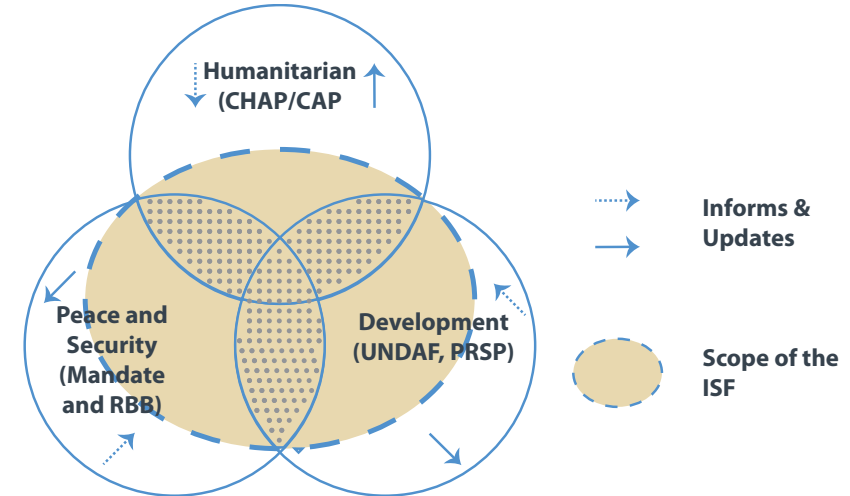 Humanitarian
(CHAP/CAP
Peace and
Security
(Mandate
and RBB)
Development
(UNDAF, PRSP)
Informs &
Updates
Scope of the
ISF